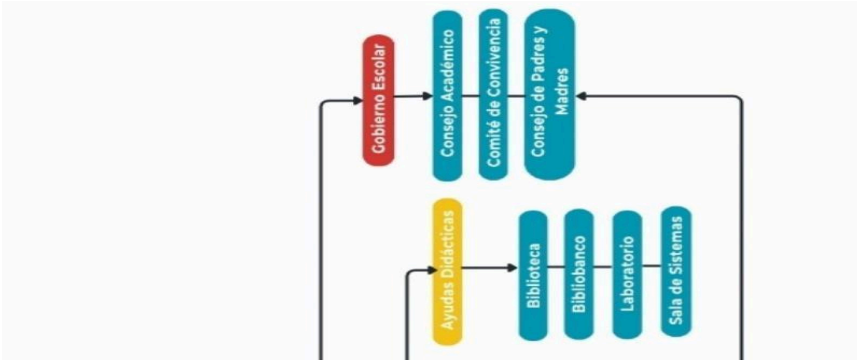 Gobierno Escolar
Consejo Académico
Comité de Convivencia
Consejo de Padres y
Madres
Ayudas Didácticas
Biblioteca
Bibliobanco
Laboratorio
Sala de Sistemas